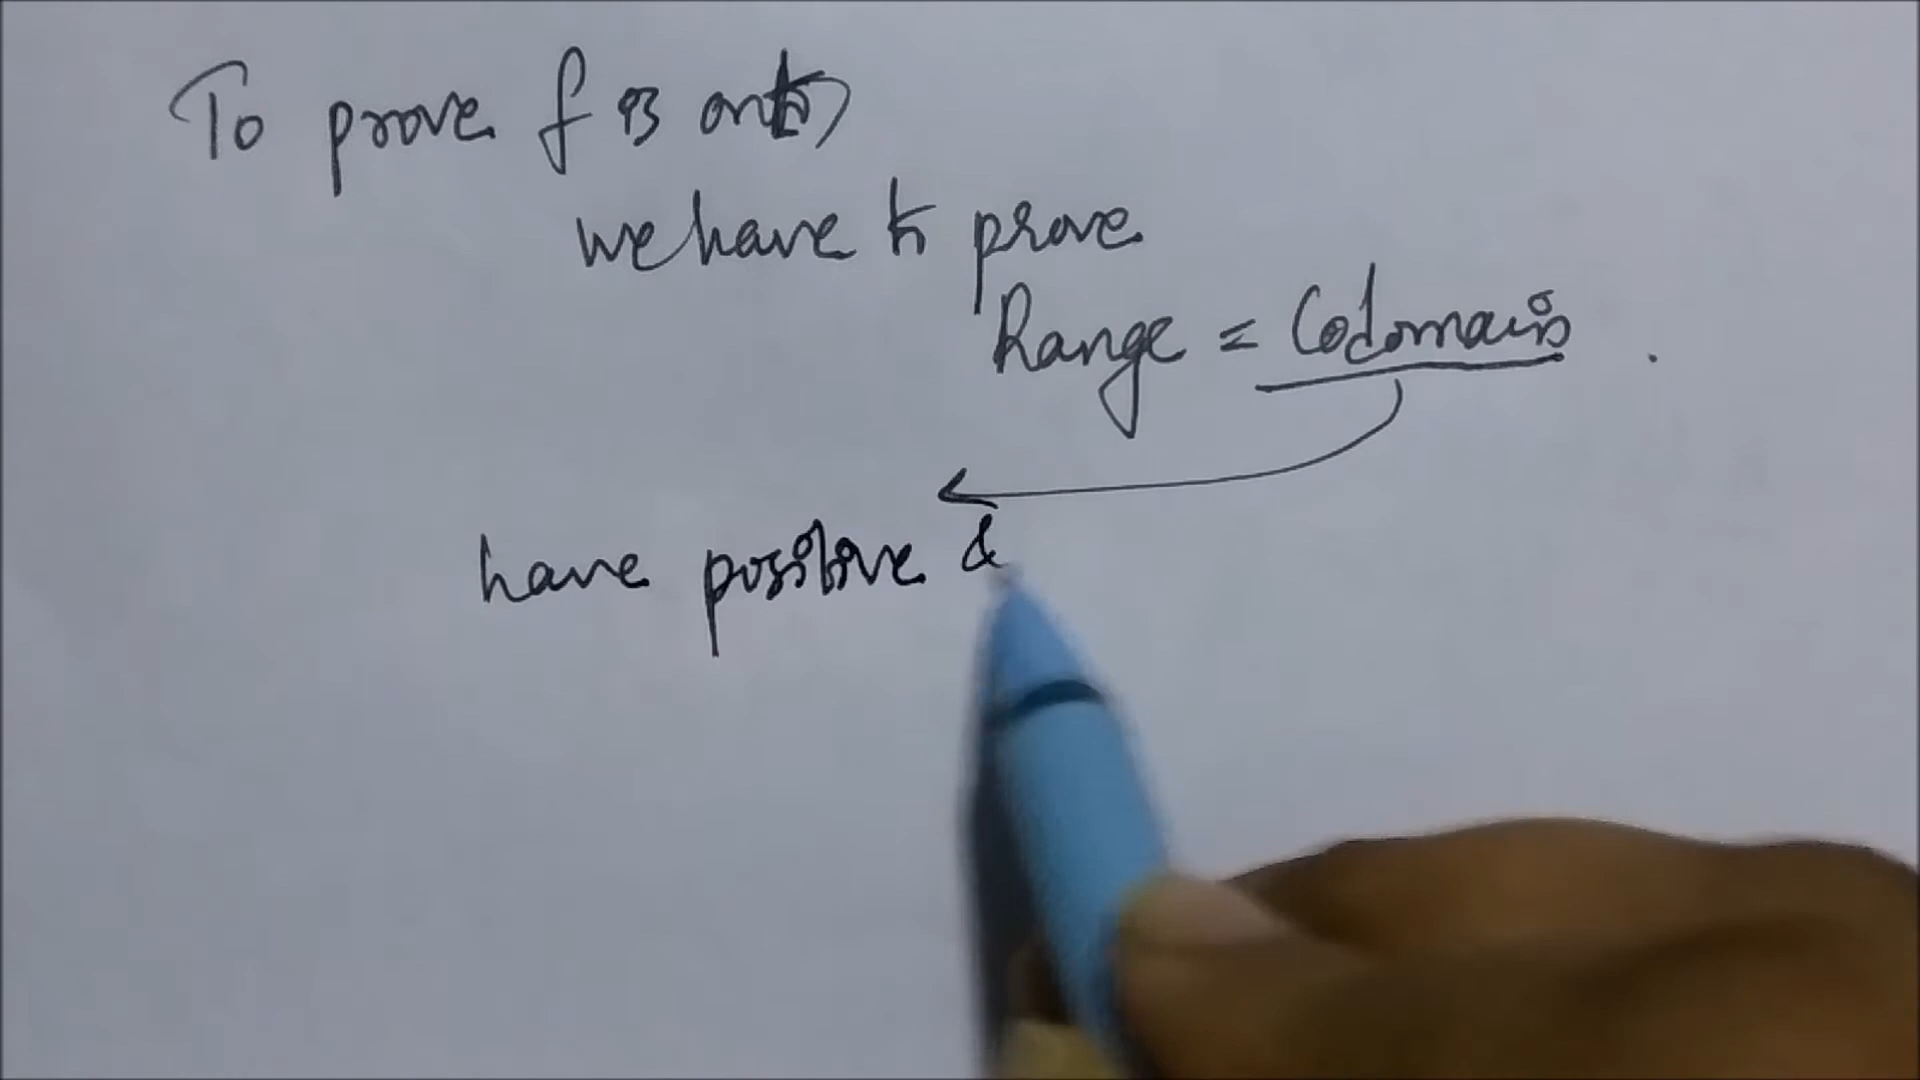 To prove f is onto
we have to prove
Range = Codomain .
have positive &